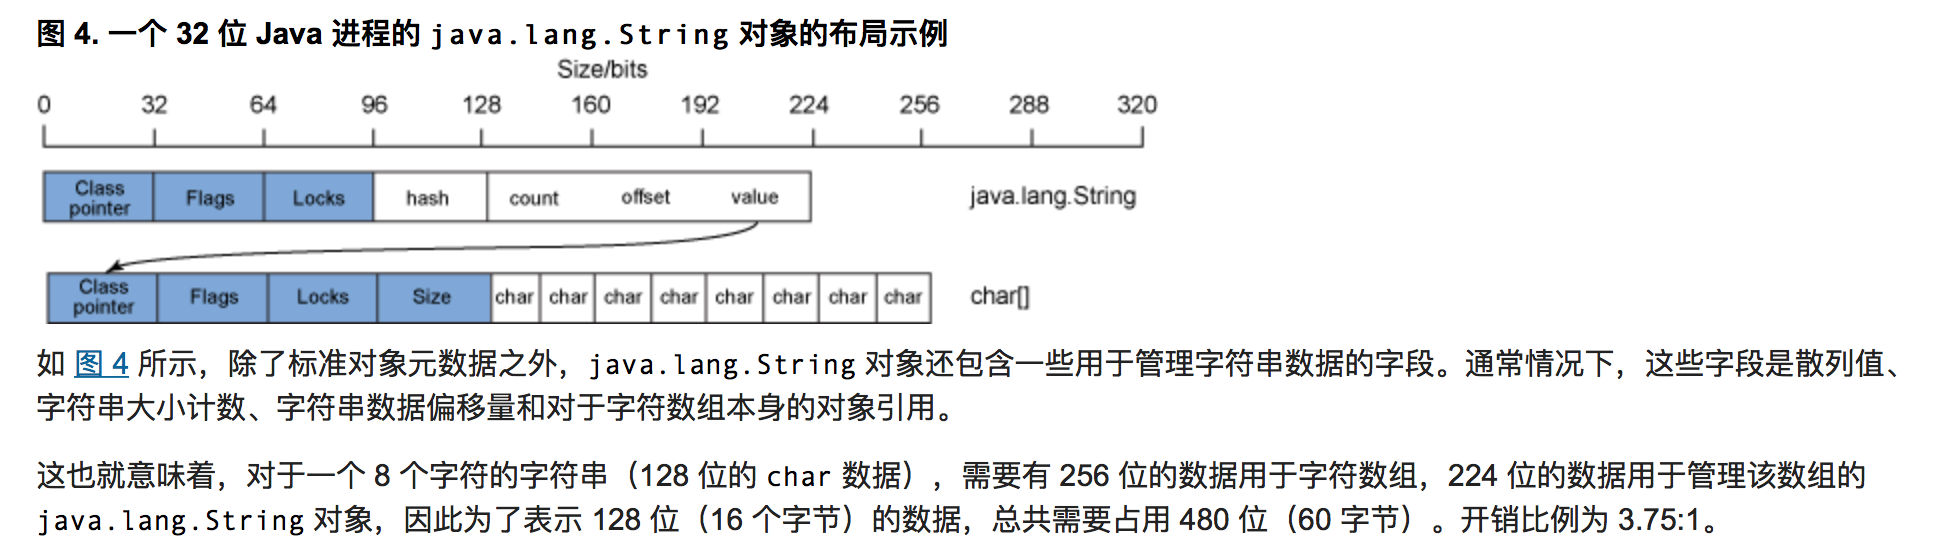 图 4. 一个 32 位 Java 进程的 java.lang.String 对象的布局示例
Size/bits
0 32 64 96 128 160 192 224 256 288 320
Class pointer Flags Locks hash count offset value java.lang.String
Class pointer Flags Locks Size char char char char char char char char char[]
如 图 4 所示，除了标准对象元数据之外，java.lang.String 对象还包含一些用于管理字符串数据的字段。通常情况下，这些字段是散列值、
字符串大小计数、字符串数据偏移量和对于字符数组本身的对象引用。
这也就意味着，对于一个 8 个字符的字符串（128 位的 char 数据），需要有 256 位的数据用于字符数组，224 位的数据用于管理该数组的
java.lang.String 对象，因此为了表示 128 位（16 个字节）的数据，总共需要占用 480 位（60 字节）。开销比例为 3.75:1。